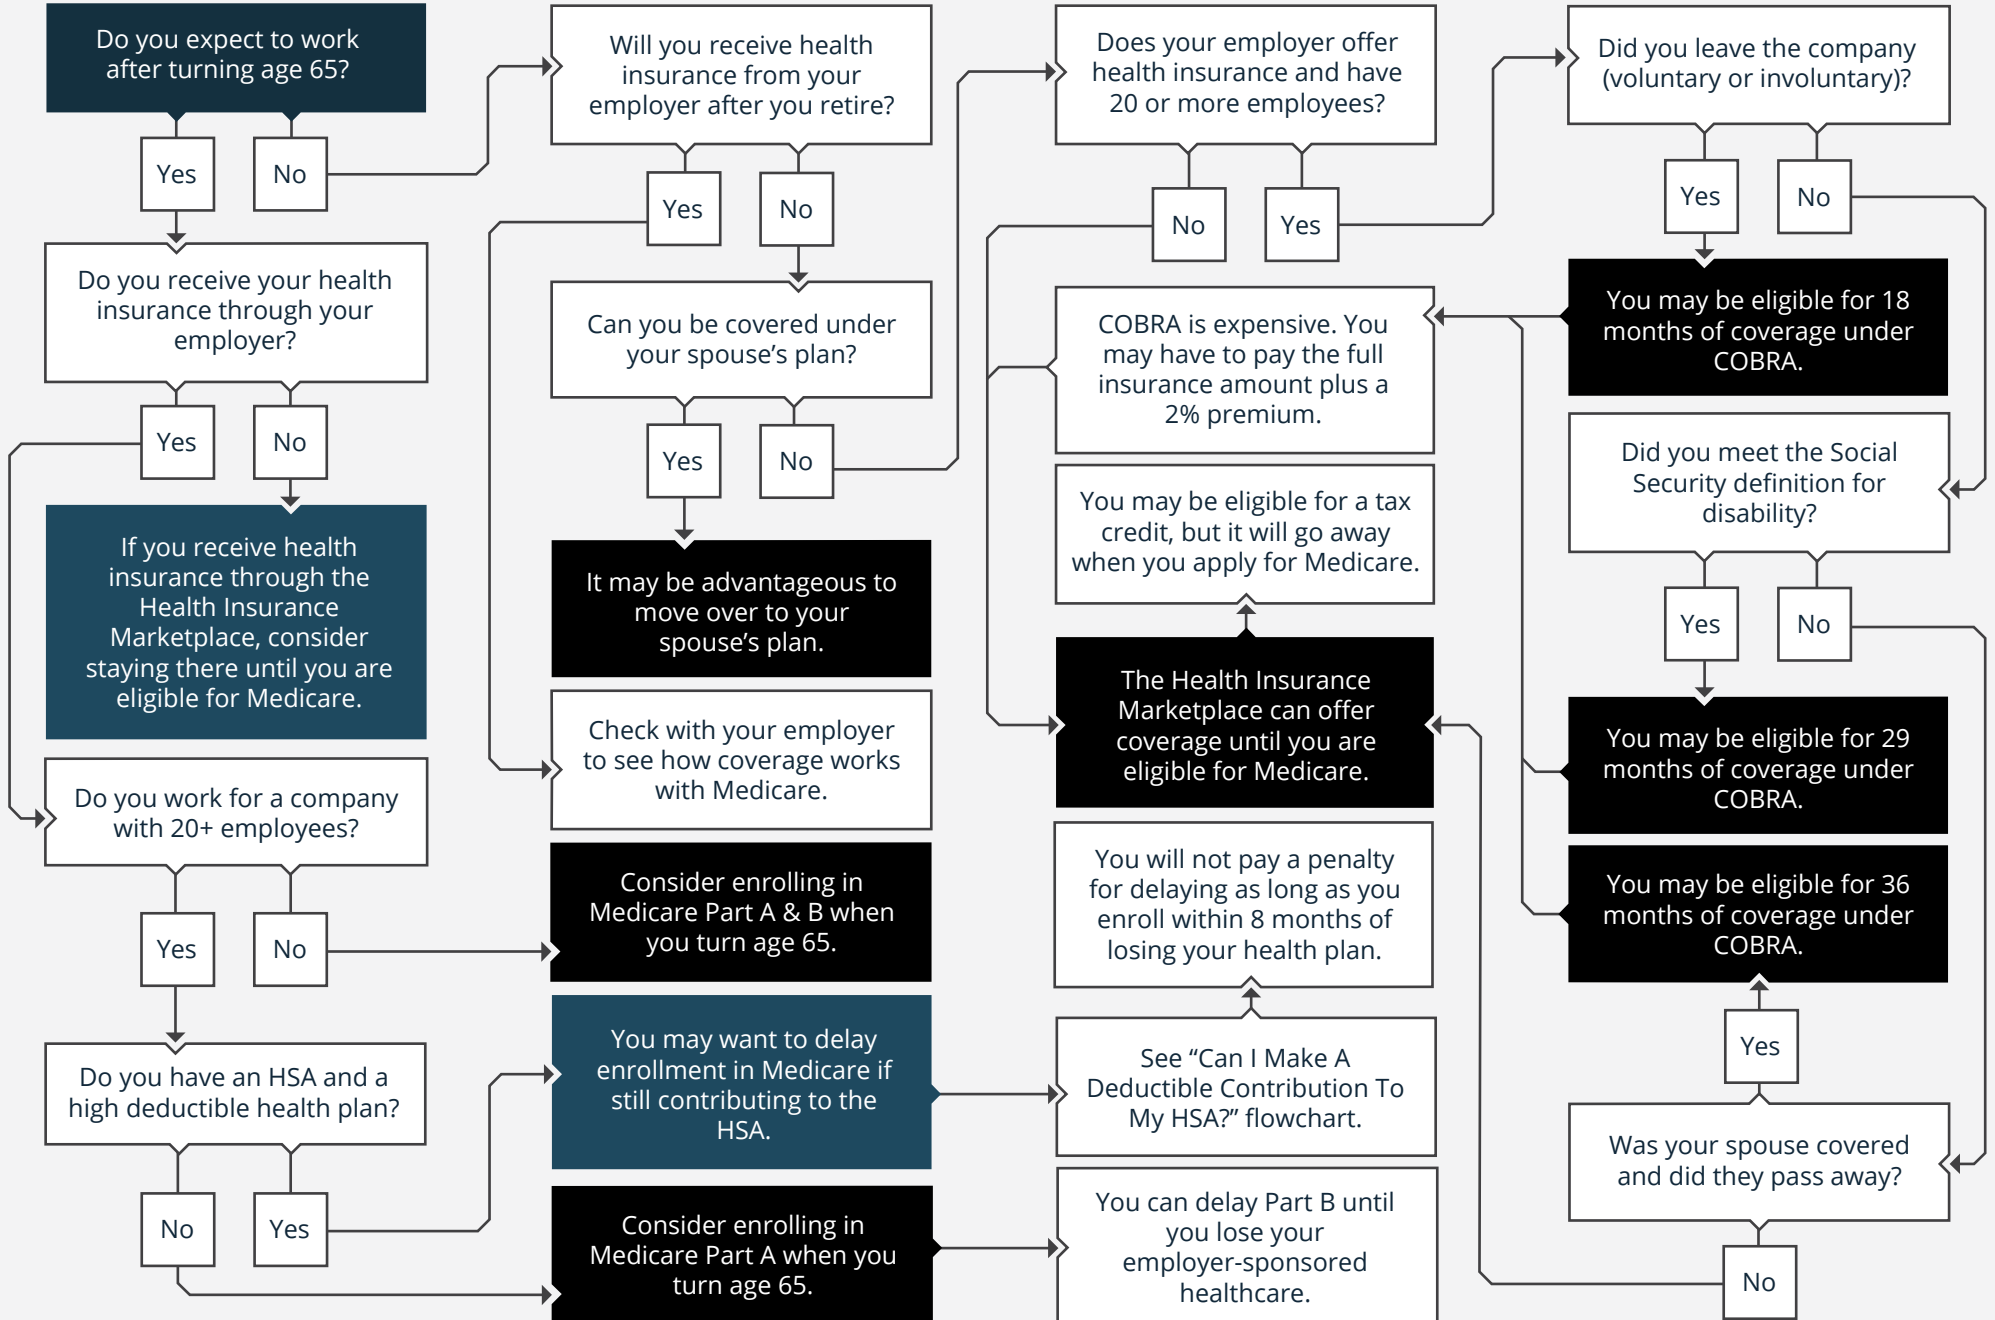 Do you expect to work
after turning age 65?
Yes
No
Do you receive your health
insurance through your
employer?
Yes
No
If you receive health
insurance through the
Health Insurance
Marketplace, consider
staying there until you are
eligible for Medicare.
Do you work for a company
with 20+ employees?
Yes
No
Do you have an HSA and a
high deductible health plan?
No
Yes
Will you receive health
insurance from your
employer after you retire?
Yes
No
Can you be covered under
your spouse’s plan?
Yes
No
It may be advantageous to
move over to your
spouse’s plan.
Check with your employer
to see how coverage works
with Medicare.
Consider enrolling in
Medicare Part A & B when
you turn age 65.
You may want to delay
enrollment in Medicare if
still contributing to the
HSA.
Consider enrolling in
Medicare Part A when you
turn age 65.
Does your employer offer
health insurance and have
20 or more employees?
No
Yes
COBRA is expensive. You
may have to pay the full
insurance amount plus a
2% premium.
You may be eligible for a tax
credit, but it will go away
when you apply for Medicare.
The Health Insurance
Marketplace can offer
coverage until you are
eligible for Medicare.
You will not pay a penalty
for delaying as long as you
enroll within 8 months of
losing your health plan.
See “Can I Make A
Deductible Contribution To
My HSA?” flowchart.
You can delay Part B until
you lose your
employer-sponsored
healthcare.
Did you leave the company
(voluntary or involuntary)?
Yes
No
You may be eligible for 18
months of coverage under
COBRA.
Did you meet the Social
Security definition for
disability?
Yes
No
You may be eligible for 29
months of coverage under
COBRA.
You may be eligible for 36
months of coverage under
COBRA.
Yes
Was your spouse covered
and did they pass away?
No